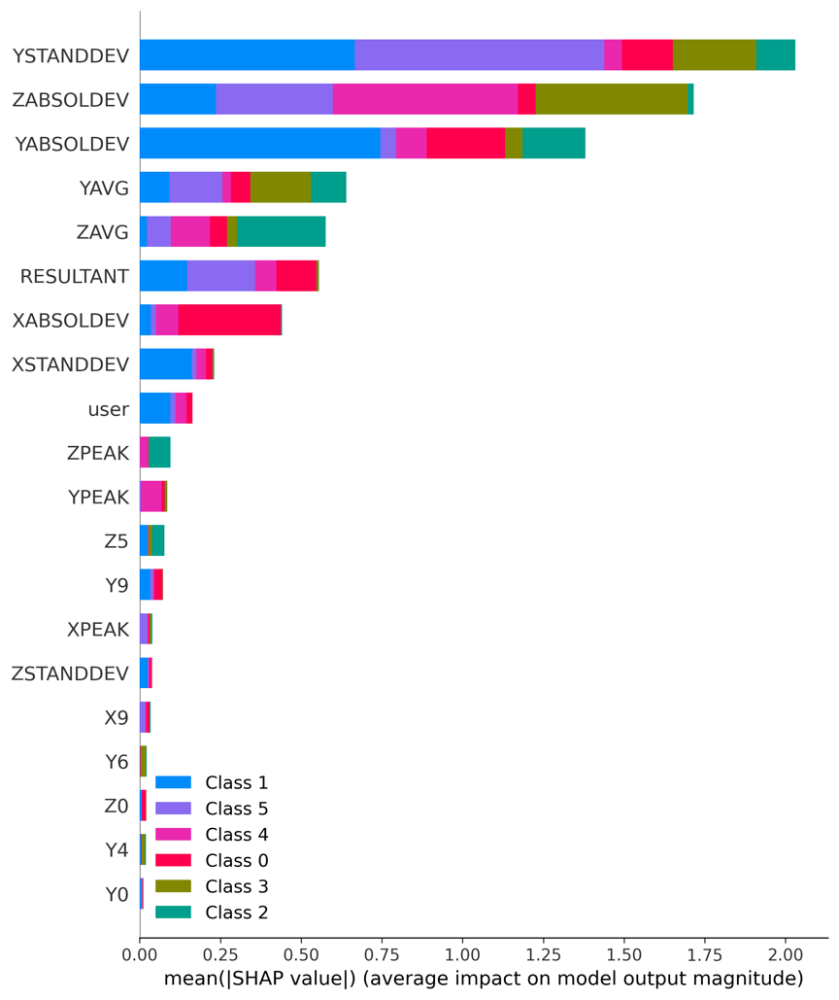 YSTANDDEV
ZABSOLDEV
YABSOLDEV
YAVG
ZAVG
RESULTANT
XABSOLDEV
XSTANDDEV
user
ZPEAK
YPEAK
Z5
Y9
XPEAK
ZSTANDDEV
X9
Y6
Z0
Y4
Y0
Class 1
Class 5
Class 4
Class 0
Class 3
Class 2
0.00 0.25 0.50 0.75 1.00 1.25 1.50 1.75 2.00
mean(|SHAP value|) (average impact on model output magnitude)